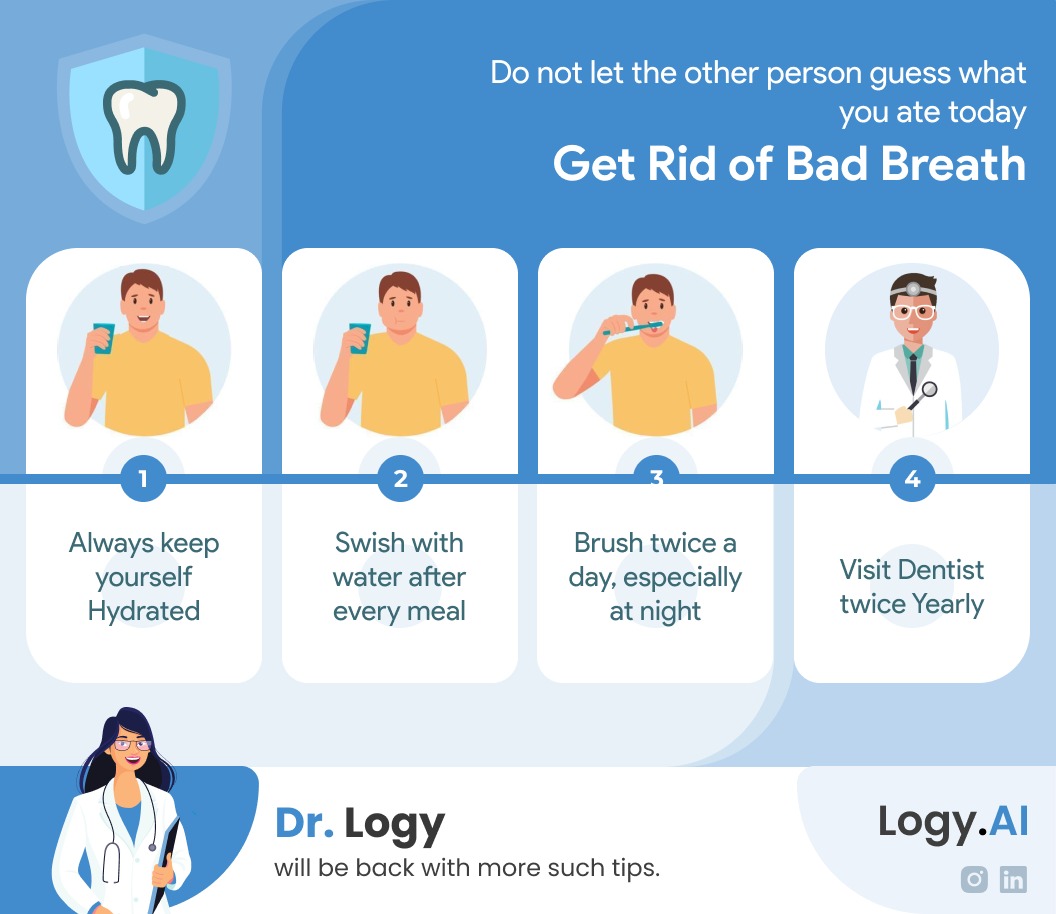 Do not let the other person guess what
you ate today
Get Rid of Bad Breath
1
2
3
4
Always keep
yourself
Hydrated
Swish with
water after
every meal
Brush twice a
day, especially
at night
Visit Dentist
twice Yearly
Dr. Logy
will be back with more such tips.
Logy.AI
in